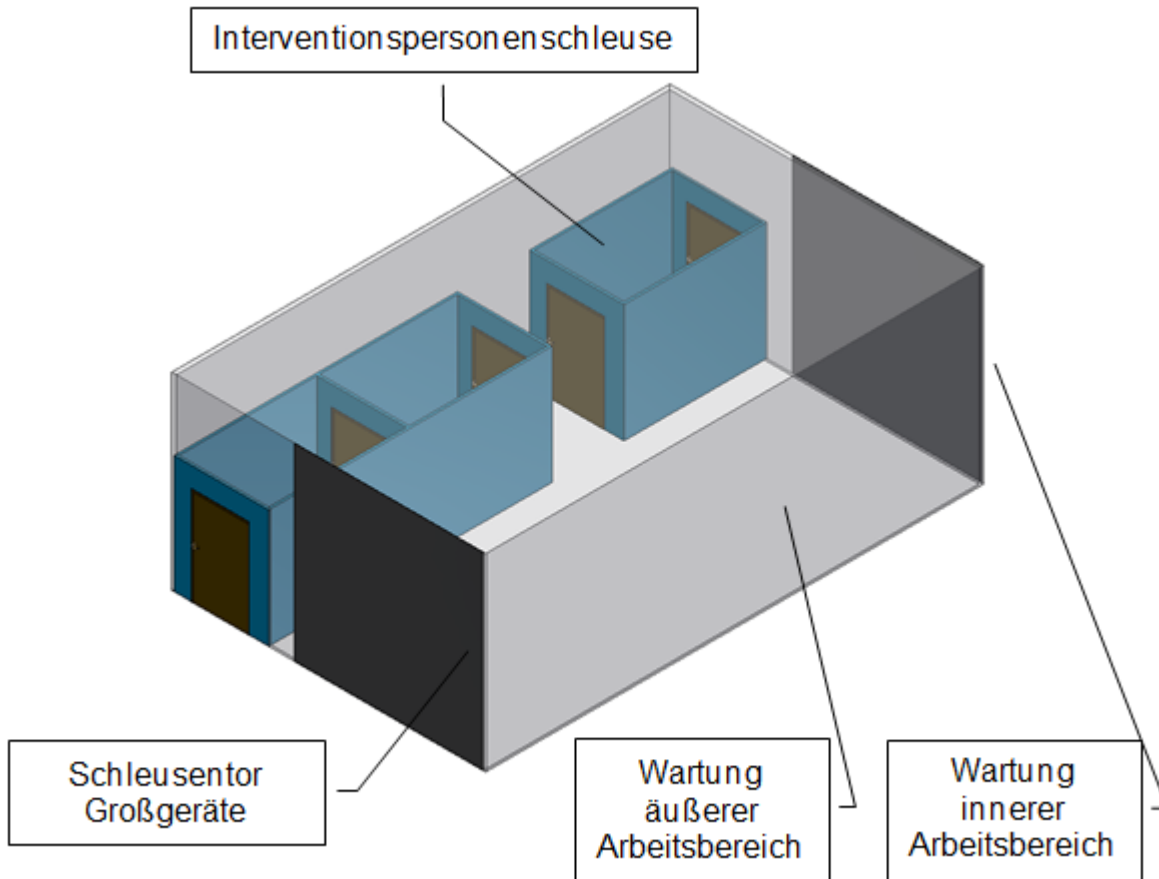 Interventionspersonenschleuse
Schleusentor
Großgeräte
Wartung
äußerer
Arbeitsbereich
Wartung
innerer
Arbeitsbereich